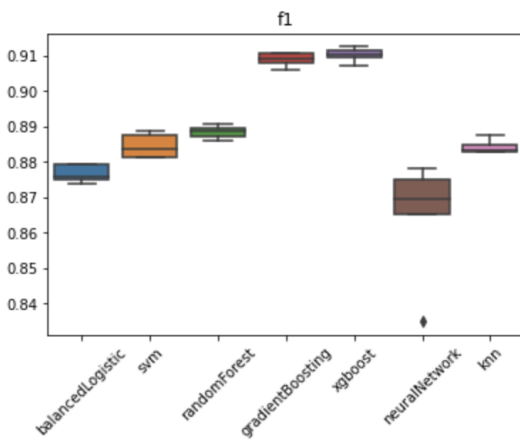 f1
0.91
0.90
0.89
0.88
0.87
0.86
0.85
0.84
balancedLogistic
svm
randomForest
gradientBoosting
xgboost
neuralNetwork
knn